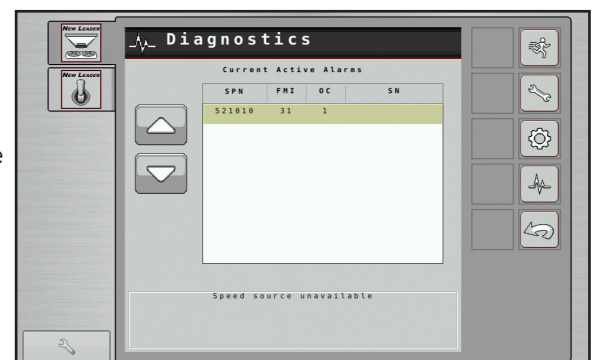 NEW LEADER
NEW LEADER
Diagnostics
Current Active Alarms
SPN FMI OC SN
521010 31 1
Speed source unavailable
e